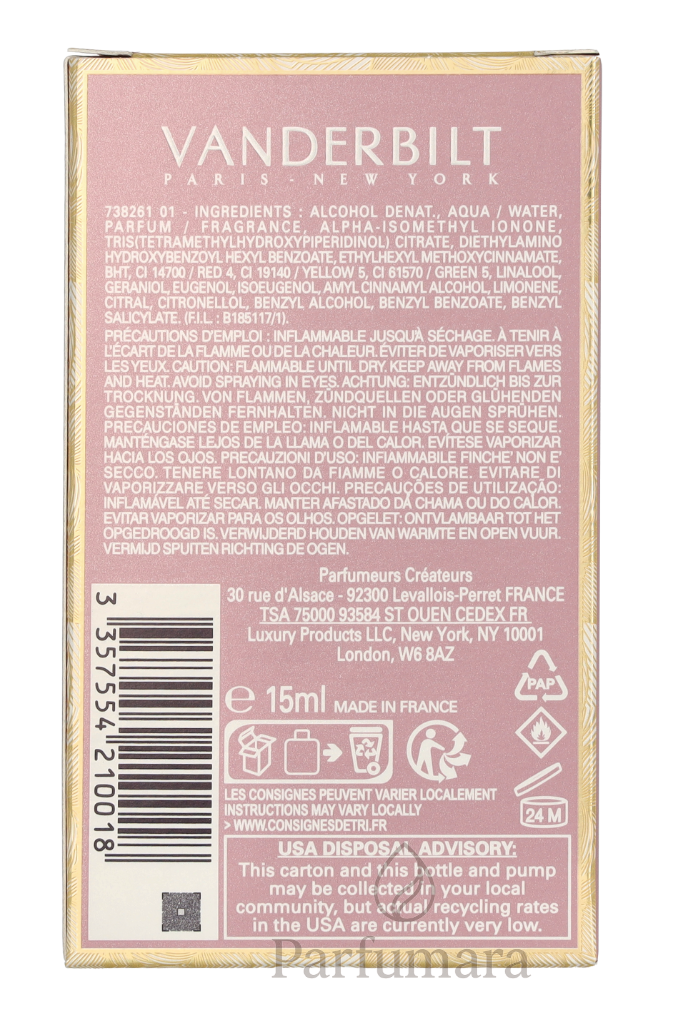 VANDERBILT
PARIS - NEW YORK
738261 01 - INGREDIENTS : ALCOHOL DENAT., AQUA / WATER,
PARFUM / FRAGRANCE, ALPHA-ISOMETHYL IONONE,
TRIS(TETRAMETHYLHYDROXYPIPERIDINOL) CITRATE, DIETHYLAMINO
HYDROXYBENZOYL HEXYL BENZOATE, ETHYLHEXYL METHOXYCINNAMATE,
BHT, CI 14700 / RED 4, CI 19140 / YELLOW 5, CI 61570 / GREEN 5, LINALOOL,
GERANIOL, EUGENOL, ISOEUGENOL, AMYL CINNAMYL ALCOHOL, LIMONENE,
CITRAL, CITRONELLOL, BENZYL ALCOHOL, BENZYL BENZOATE, BENZYL
SALICYLATE. (F.I.L. : B185117/1).
PRÉCAUTIONS D'EMPLOI : INFLAMMABLE JUSQU'À SÉCHAGE. À TENIR À
L'ÉCART DE LA FLAMME OU DE LA CHALEUR. ÉVITER DE VAPORISER VERS
LES YEUX. CAUTION: FLAMMABLE UNTIL DRY. KEEP AWAY FROM FLAMES
AND HEAT. AVOID SPRAYING IN EYES. ACHTUNG: ENTZÜNDLICH BIS ZUR
TROCKNUNG. VON FLAMMEN, ZÜNDQUELLEN ODER GLÜHENDEN
GEGENSTÄNDEN FERNHALTEN. NICHT IN DIE AUGEN SPRÜHEN.
PRECAUCIONES DE EMPLEO: INFLAMABLE HASTA QUE SE SEQUE.
MANTÉNGASE LEJOS DE LA LLAMA O DEL CALOR. EVÍTESE VAPORIZAR
HACIA LOS OJOS. PRECAUZIONI D'USO: INFIAMMABILE FINCHE' NON E'
SECCO. TENERE LONTANO DA FIAMME O CALORE. EVITARE DI
VAPORIZZARE VERSO GLI OCCHI. PRECAUÇÕES DE UTILIZAÇÃO:
INFLAMÁVEL ATÉ SECAR. MANTER AFASTADO DA CHAMA OU DO CALOR.
EVITAR VAPORIZAR PARA OS OLHOS. OPGELET: ONTVLAMBAAR TOT HET
OPGEDROOGD IS. VERWIJDERD HOUDEN VAN WARMTE EN OPEN VUUR.
VERMIJD SPUITEN RICHTING DE OGEN.
Parfumeurs Créateurs
30 rue d'Alsace - 92300 Levallois-Perret FRANCE
TSA 75000 93584 ST OUEN CEDEX FR
Luxury Products LLC, New York, NY 10001
London, W6 8AZ
3 357554 210018
PAP
℮ 15ml MADE IN FRANCE
24 M
LES CONSIGNES PEUVENT VARIER LOCALEMENT
INSTRUCTIONS MAY VARY LOCALLY
> WWW.CONSIGNESDETRI.FR
USA DISPOSAL ADVISORY:
This carton and this bottle and pump
may be collected in your local
community, but actual recycling rates
in the USA are currently very low.
Parfumara